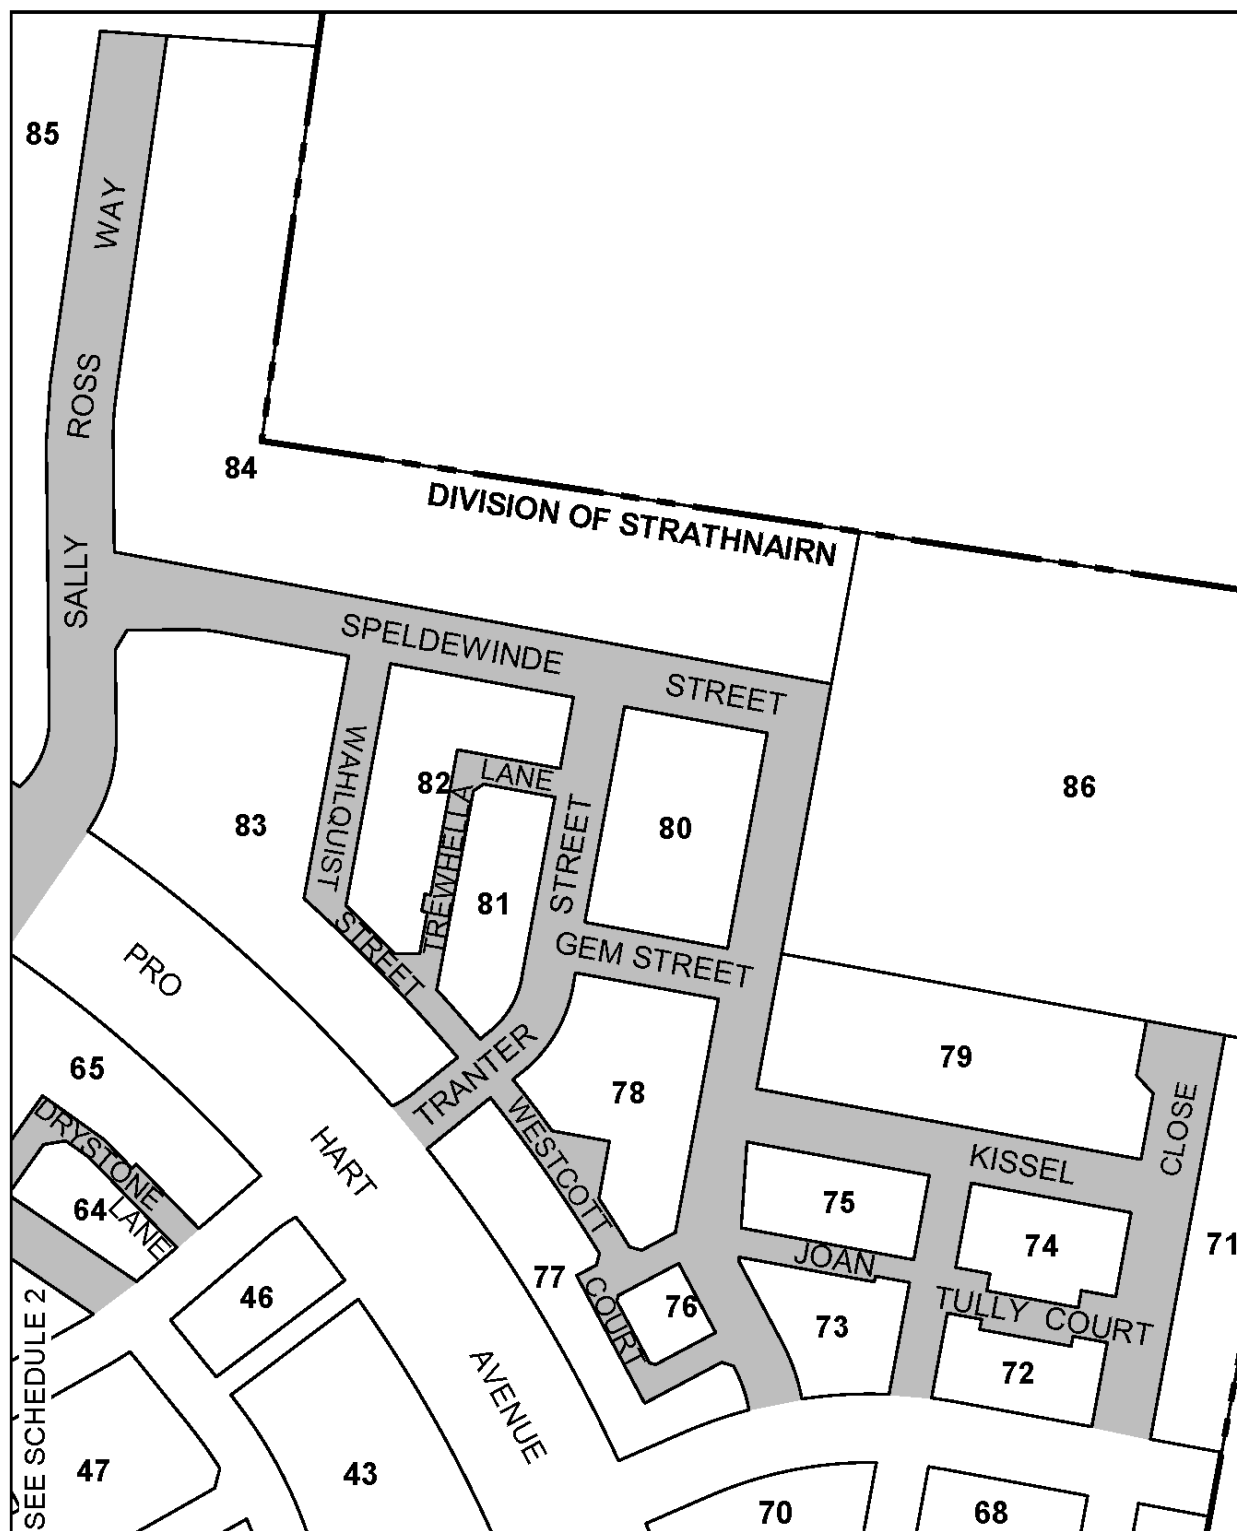 85
SALLY ROSS WAY
84
DIVISION OF STRATHNAIRN
SPELDEWINDE STREET
WAHLQUIST STREET
82
TREWHELLA LANE
83
81
80
86
TRANTER STREET
GEM STREET
PRO HART AVENUE
65
DRYSTONE LANE
64
78
79
WESTCOTT COURT
KISSEL CLOSE
75
74
71
JOAN TULLY COURT
77
76
73
72
46
47
43
70
68
SEE SCHEDULE 2